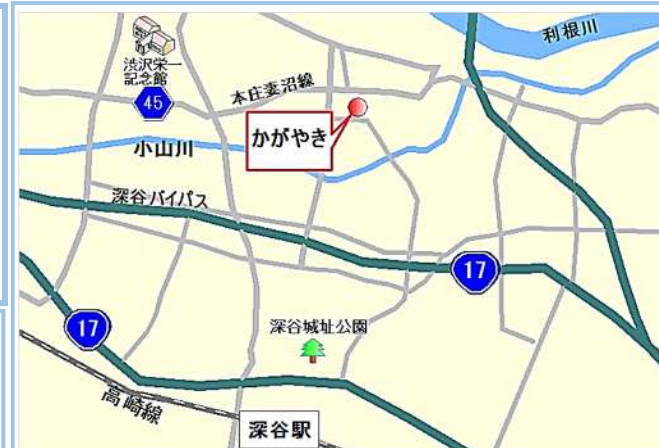 利根川
渋沢栄一
記念館
45
本庄妻沼線
かがやき
小山川
深谷バイパス
17
17
深谷城址公園
高崎線
深谷駅